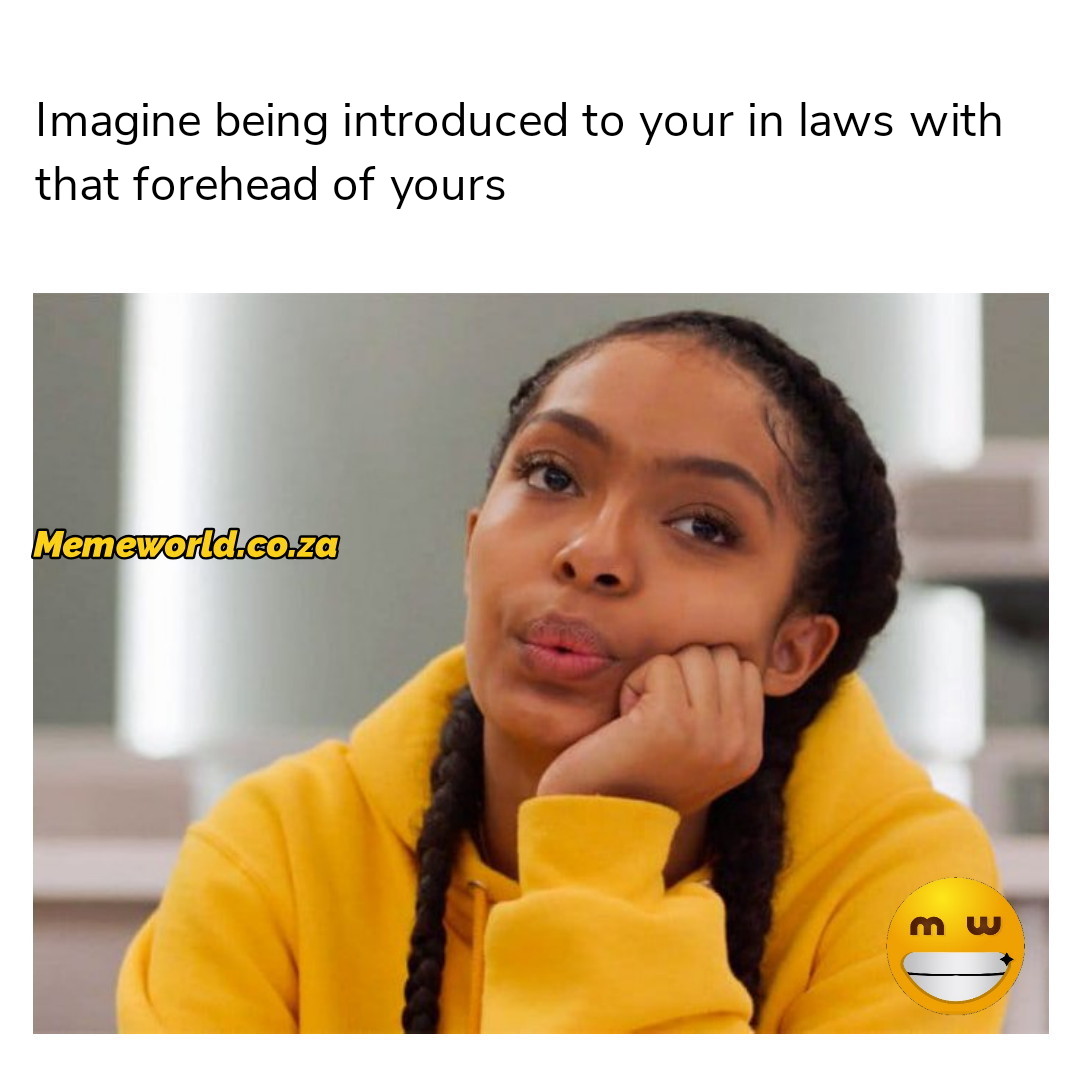 Imagine being introduced to your in laws with
that forehead of yours
Memeworld.co.za
m w